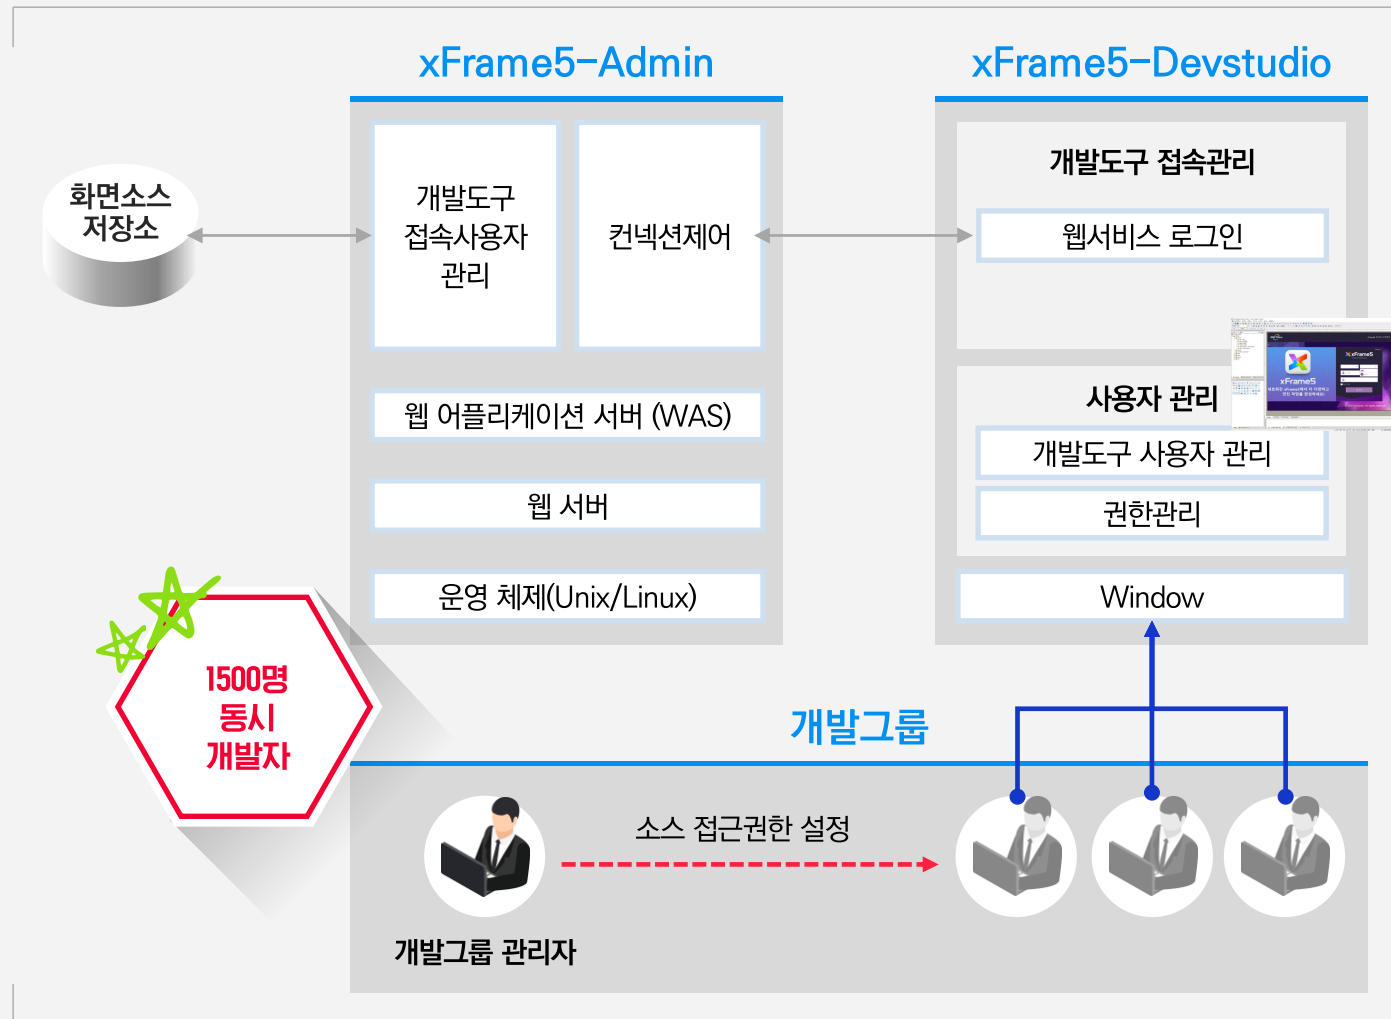 xFrame5-Admin
xFrame5-Devstudio
화면소스
저장소
개발도구
접속사용자
관리
컨넥션제어
개발도구 접속관리
웹서비스 로그인
xFrame5
xFrame5
사용자 관리
개발도구 사용자 관리
권한관리
웹 어플리케이션 서버 (WAS)
웹 서버
운영 체제(Unix/Linux)
Window
1500명
동시
개발자
개발그룹
소스 접근권한 설정
개발그룹 관리자